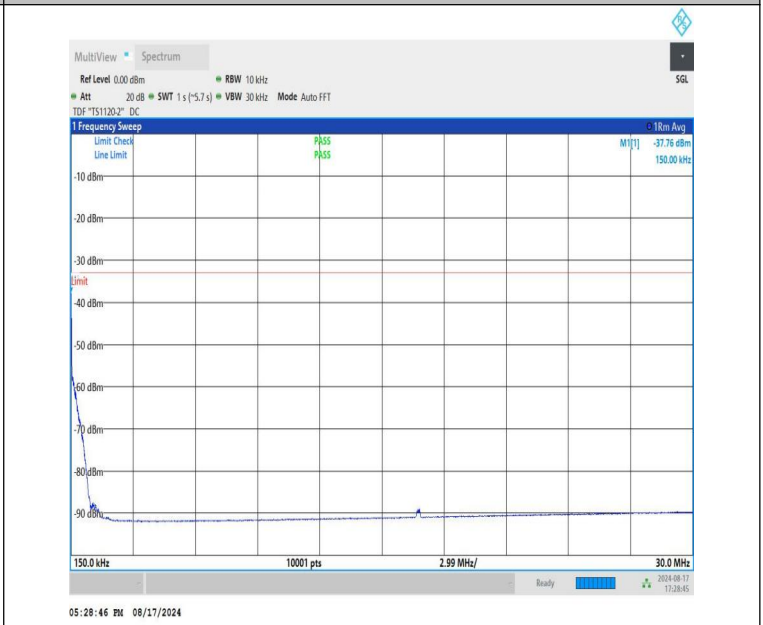 R&S
MultiView Spectrum
Ref Level 0.00 dBm RBW 10 kHz SGL
Att 20 dB SWT 1 s (~5.7 s) VBW 30 kHz Mode Auto FFT
TDF "TS1120-2" DC
1 Frequency Sweep 1Rm Avg
Limit Check PASS M1[1] -37.76 dBm
Line Limit PASS 150.00 kHz
-10 dBm
-20 dBm
-30 dBm
Limit
-40 dBm
-50 dBm
-60 dBm
-70 dBm
-80 dBm
-90 dBm
150.0 kHz 10001 pts 2.99 MHz/ 30.0 MHz
Ready 2024-08-17
17:28:45
05:28:46 PM 08/17/2024